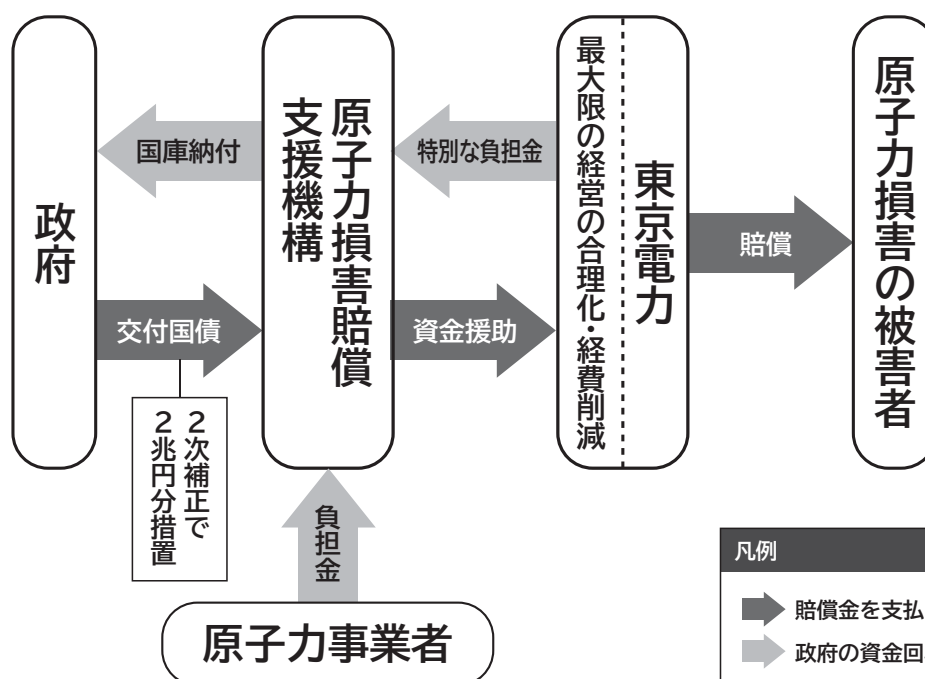 政府
国庫納付
交付国債
2次補正で
2兆円分措置
原子力損害賠償
支援機構
特別な負担金
資金援助
東京電力
最大限の経営の合理化・経費削減
賠償
原子力損害の被害者
負担金
原子力事業者
凡例
賠償金を支払
政府の資金回